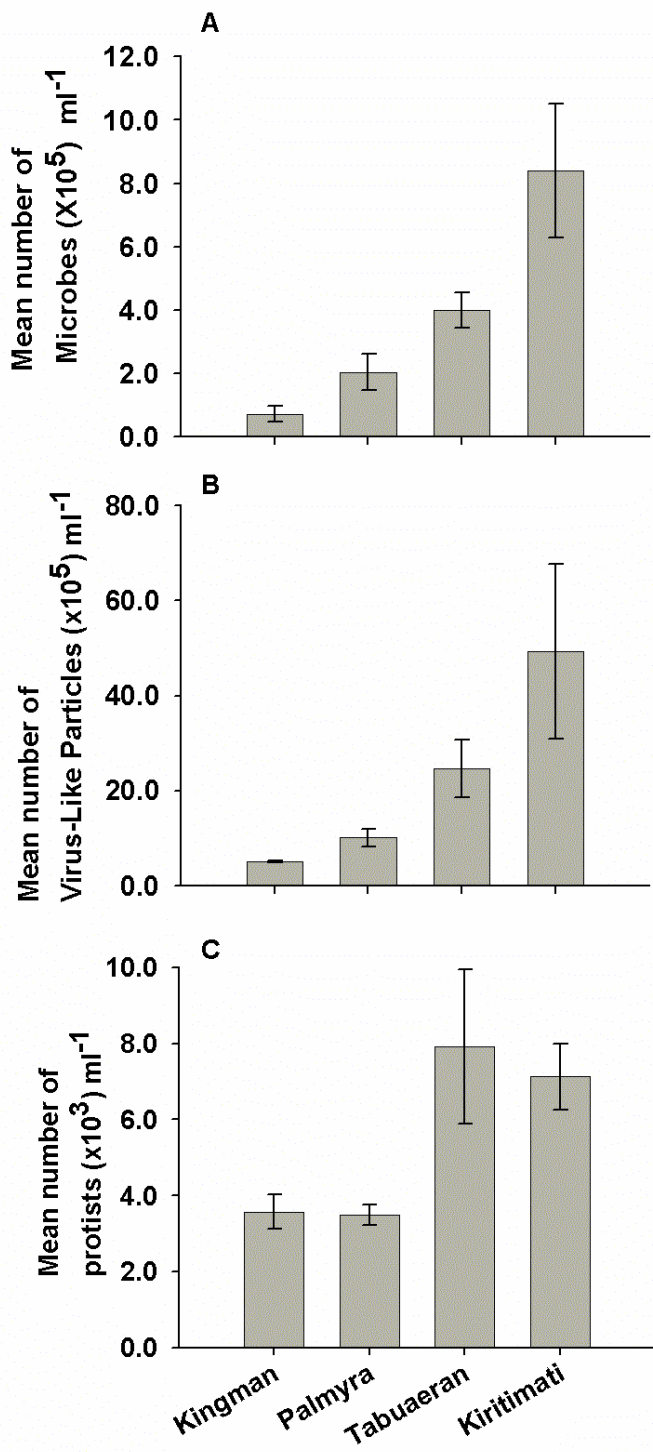 A
12.0
10.0
8.0
6.0
4.0
2.0
0.0
Mean number of
Microbes (X10⁵) ml⁻¹
B
80.0
60.0
40.0
20.0
0.0
Mean number of
Virus-Like Particles (x10⁵) ml⁻¹
C
10.0
8.0
6.0
4.0
2.0
0.0
Mean number of
protists (x10³) ml⁻¹
Kingman
Palmyra
Tabuaeran
Kiritimati